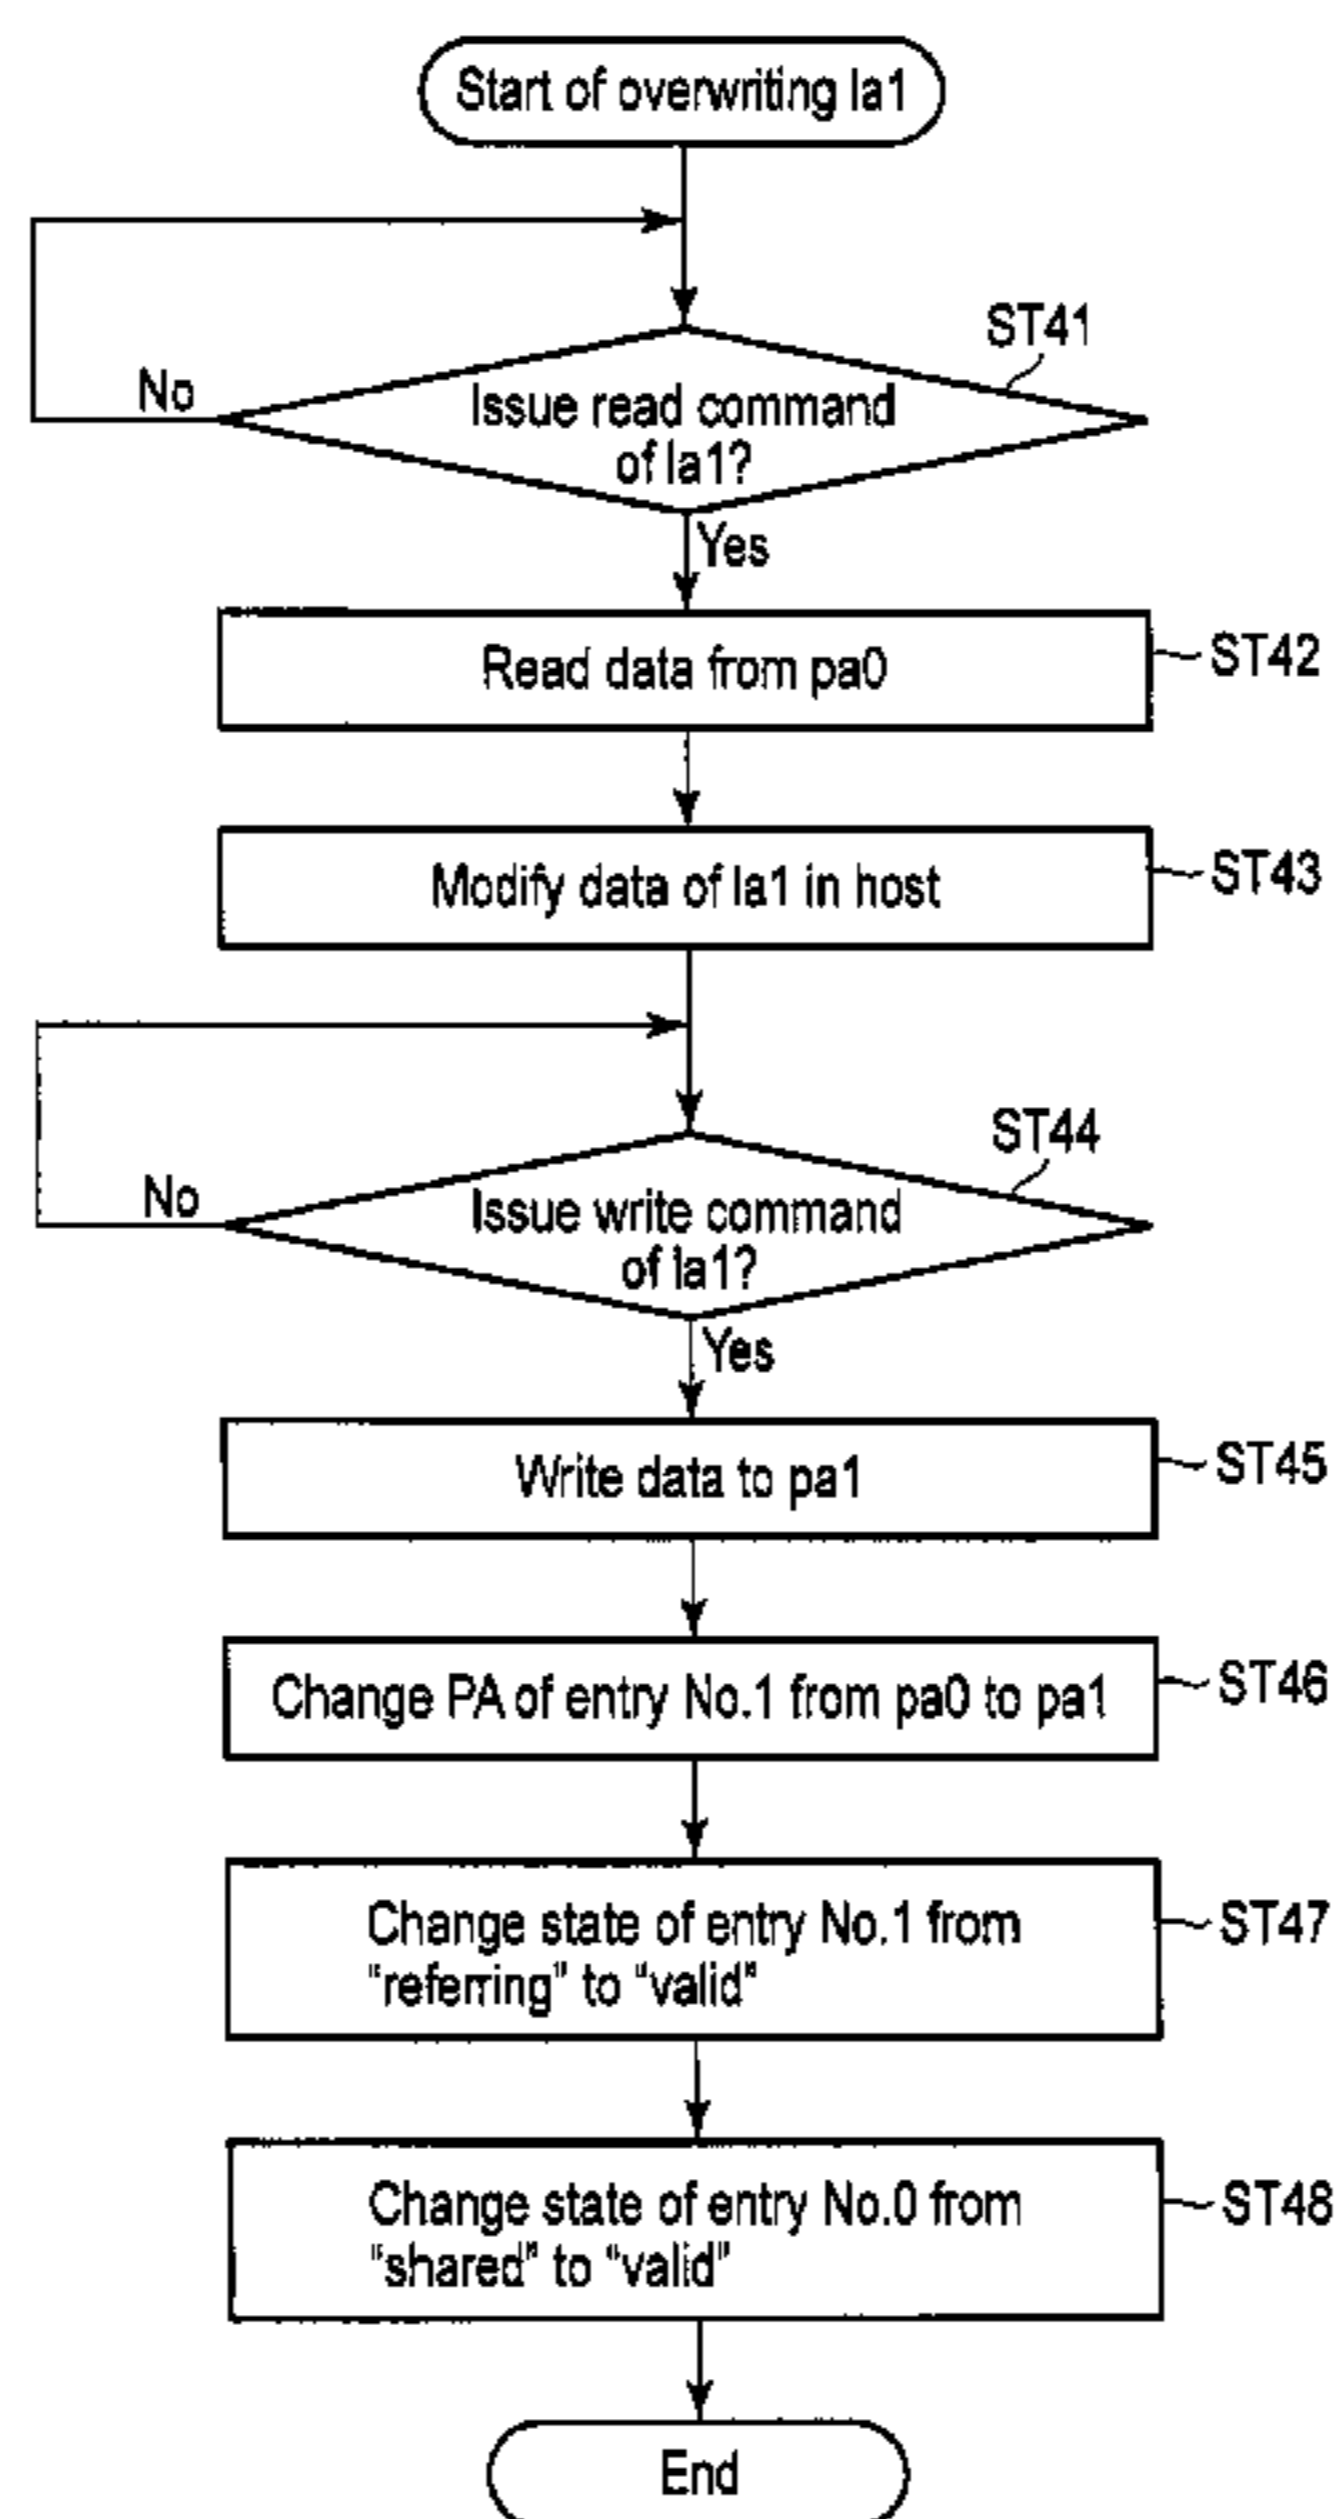 Start of overwriting la1
ST41
No
Issue read command
of la1?
Yes
Read data from pa0
ST42
Modify data of la1 in host
ST43
ST44
No
Issue write command
of la1?
Yes
Write data to pa1
ST45
Change PA of entry No.1 from pa0 to pa1
ST46
Change state of entry No.1 from
"referring" to "valid"
ST47
Change state of entry No.0 from
"shared" to "valid"
ST48
End